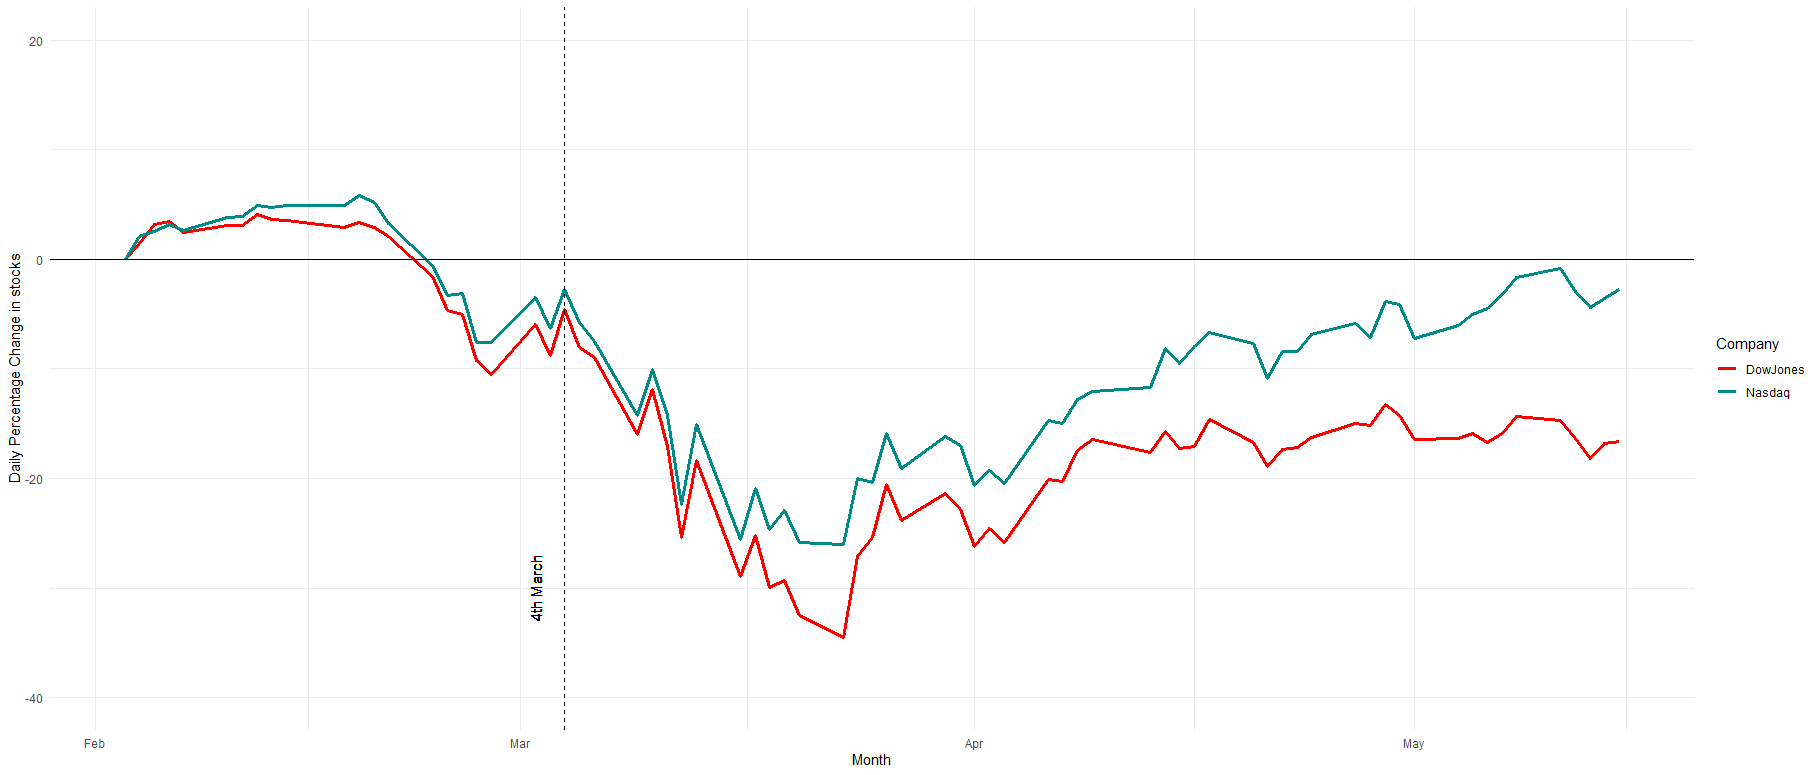 Daily Percentage Change in stocks
20
0
-20
-40
4th March
Feb
Mar
Apr
May
Month
Company
DowJones
Nasdaq